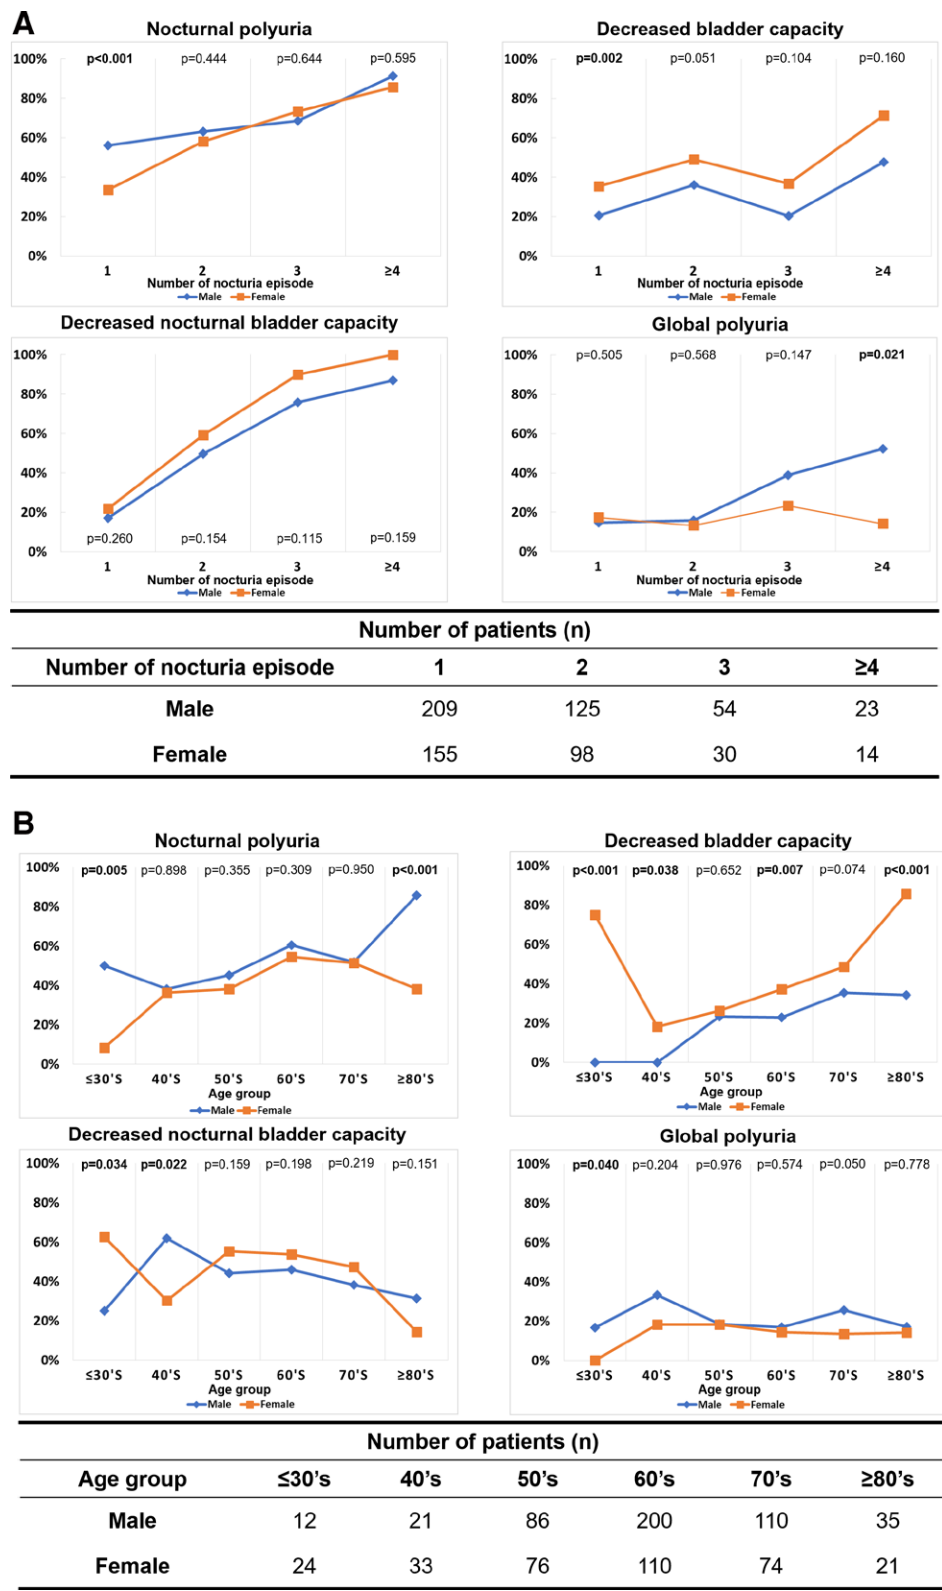 A
Nocturnal polyuria
100%
80%
60%
40%
20%
0%
p<0.001 p=0.444 p=0.644 p=0.595
1 2 3 ≥4
Number of nocturia episode
Male Female
Decreased bladder capacity
100%
80%
60%
40%
20%
0%
p=0.002 p=0.051 p=0.104 p=0.160
1 2 3 ≥4
Number of nocturia episode
Male Female
Decreased nocturnal bladder capacity
100%
80%
60%
40%
20%
0%
p=0.260 p=0.154 p=0.115 p=0.159
1 2 3 ≥4
Number of nocturia episode
Male Female
Global polyuria
100%
80%
60%
40%
20%
0%
p=0.505 p=0.568 p=0.147 p=0.021
1 2 3 ≥4
Number of nocturia episode
Male Female
Number of patients (n)
Number of nocturia episode 1 2 3 ≥4
Male 209 125 54 23
Female 155 98 30 14
B
Nocturnal polyuria
100%
80%
60%
40%
20%
0%
p=0.005 p=0.898 p=0.355 p=0.309 p=0.950 p<0.001
≤30'S 40'S 50'S 60'S 70'S ≥80'S
Age group
Male Female
Decreased bladder capacity
100%
80%
60%
40%
20%
0%
p<0.001 p=0.038 p=0.652 p=0.007 p=0.074 p<0.001
≤30'S 40'S 50'S 60'S 70'S ≥80'S
Age group
Male Female
Decreased nocturnal bladder capacity
100%
80%
60%
40%
20%
0%
p=0.034 p=0.022 p=0.159 p=0.198 p=0.219 p=0.151
≤30'S 40'S 50'S 60'S 70'S ≥80'S
Age group
Male Female
Global polyuria
100%
80%
60%
40%
20%
0%
p=0.040 p=0.204 p=0.976 p=0.574 p=0.050 p=0.778
≤30'S 40'S 50'S 60'S 70'S ≥80'S
Age group
Male Female
Number of patients (n)
Age group ≤30's 40's 50's 60's 70's ≥80's
Male 12 21 86 200 110 35
Female 24 33 76 110 74 21